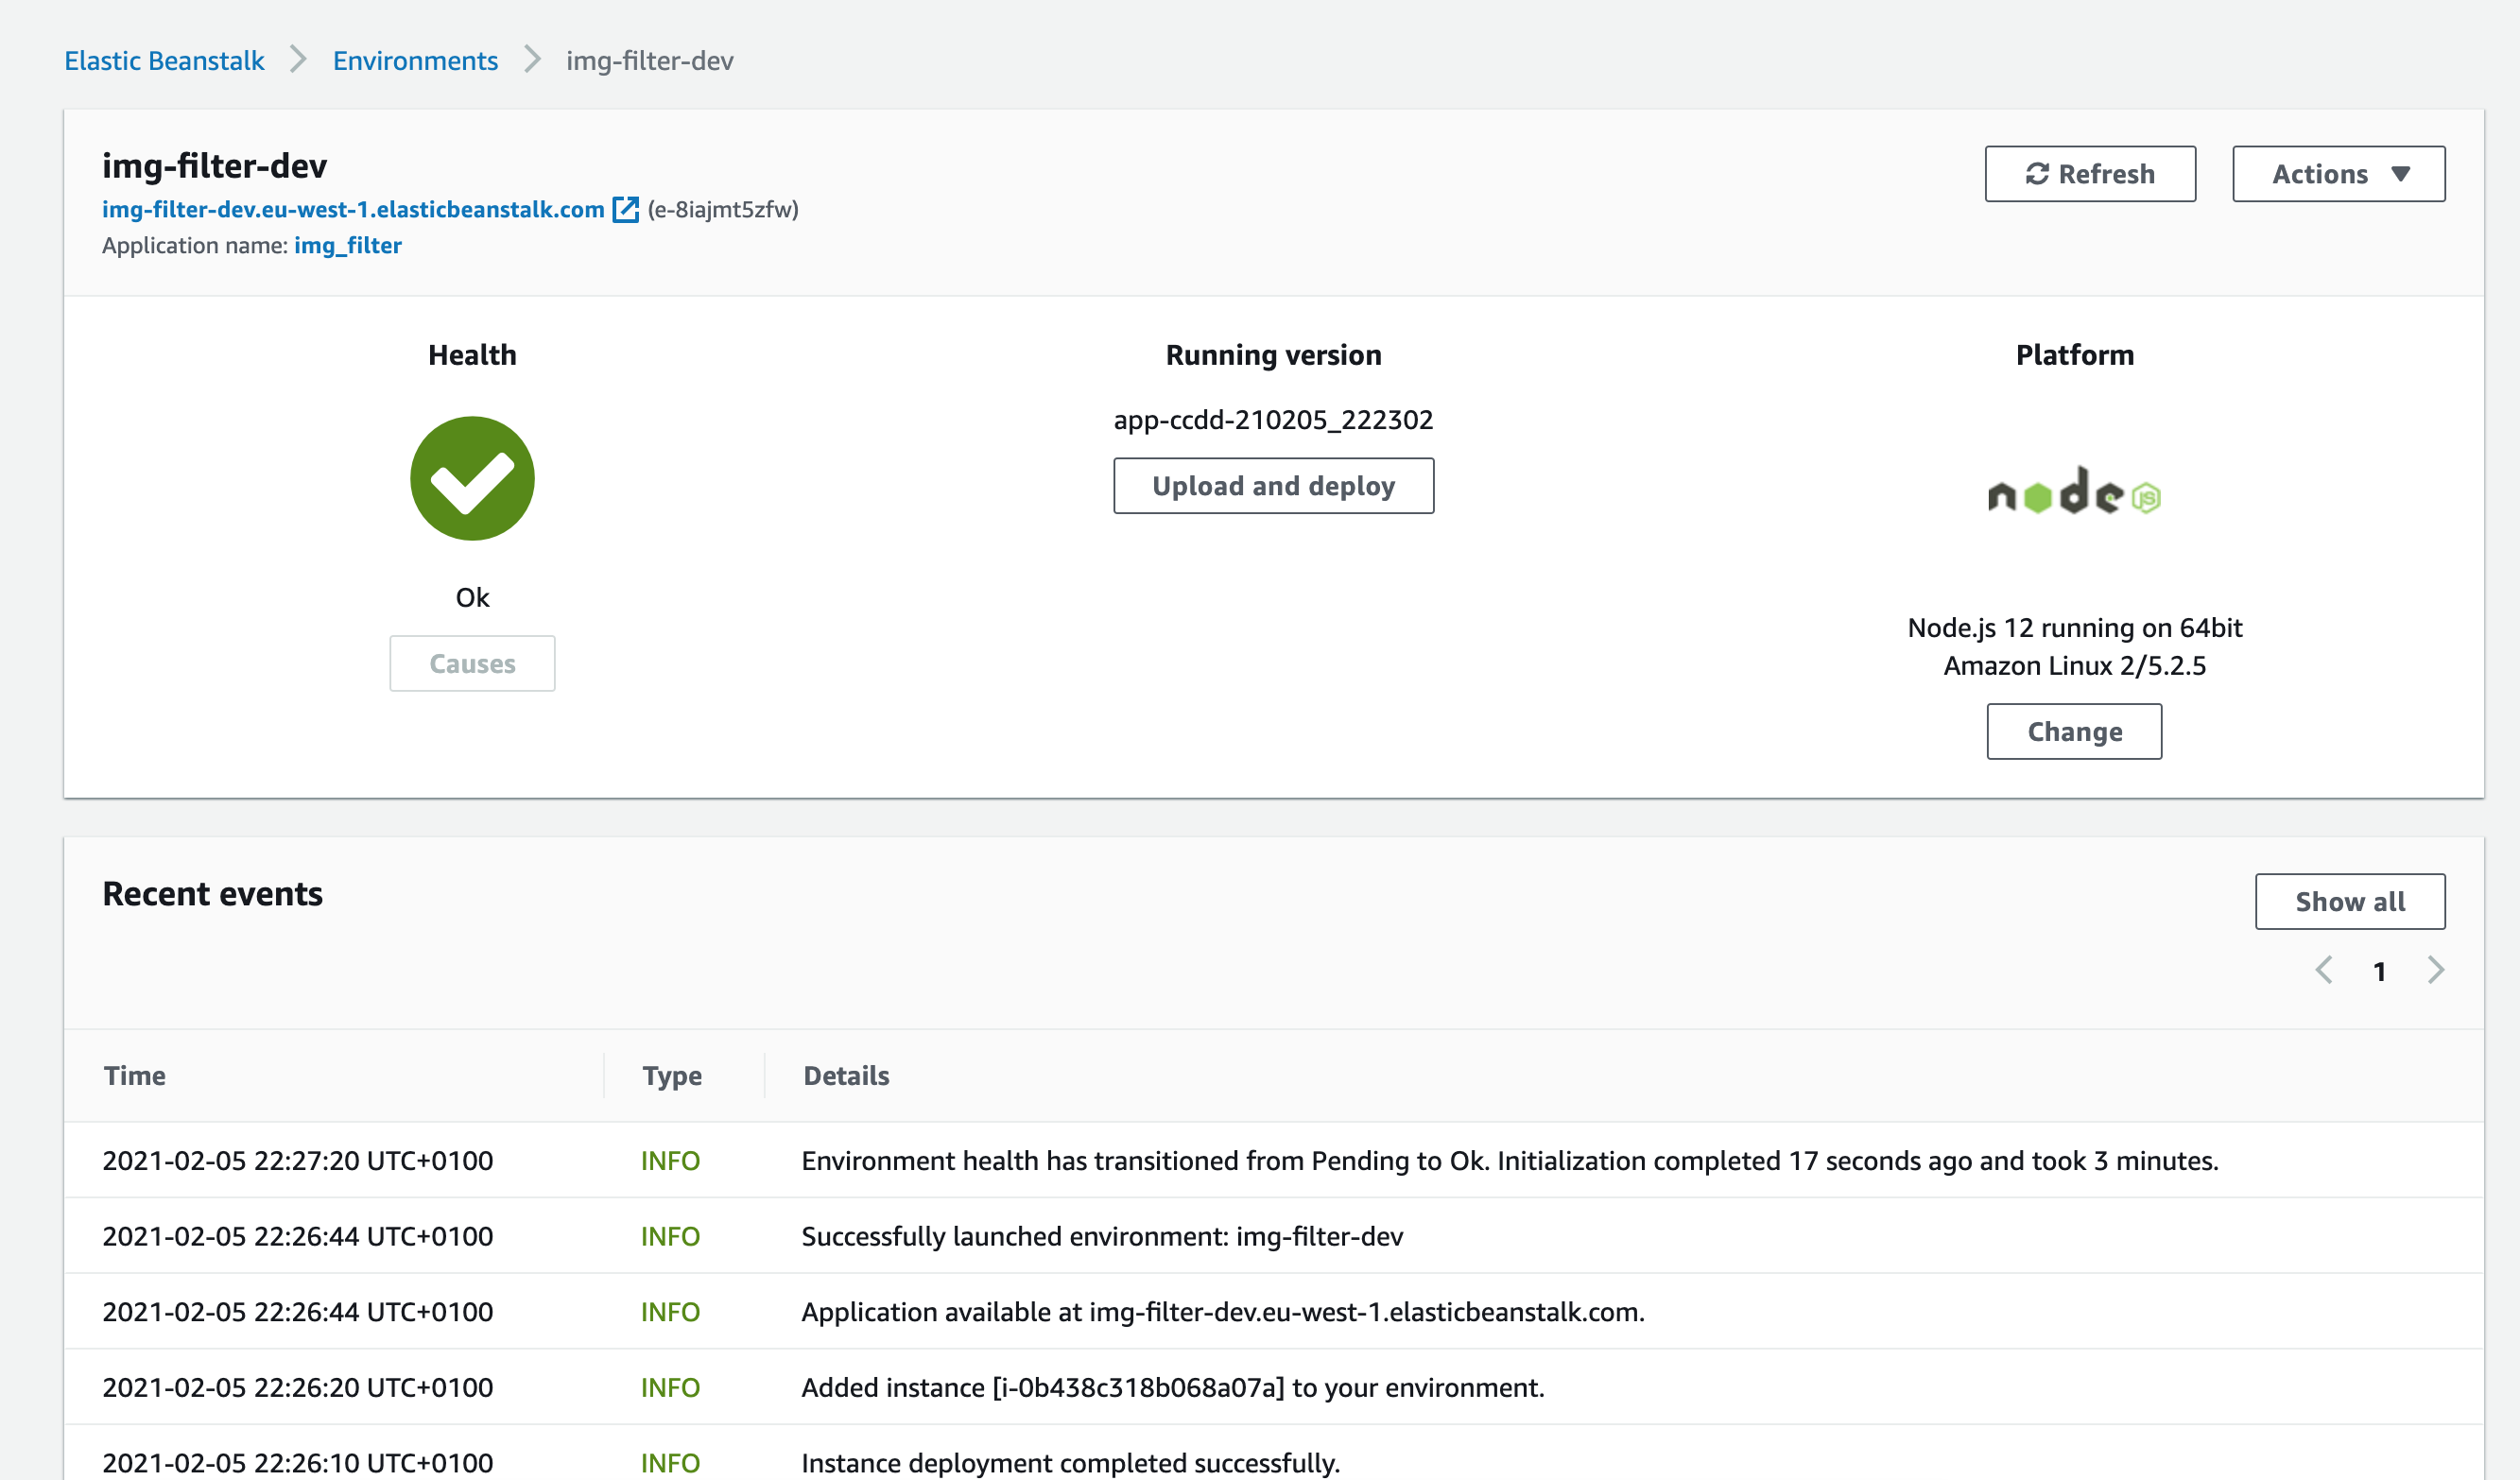 Elastic Beanstalk > Environments > img-filter-dev
img-filter-dev
img-filter-dev.eu-west-1.elasticbeanstalk.com (e-8iajmt5zfw)
Application name: img_filter
Refresh
Actions
Health
Ok
Causes
Running version
app-ccdd-210205_222302
Upload and deploy
Platform
node JS
Node.js 12 running on 64bit
Amazon Linux 2/5.2.5
Change
Recent events
Show all
1
Time Type Details
2021-02-05 22:27:20 UTC+0100 INFO Environment health has transitioned from Pending to Ok. Initialization completed 17 seconds ago and took 3 minutes.
2021-02-05 22:26:44 UTC+0100 INFO Successfully launched environment: img-filter-dev
2021-02-05 22:26:44 UTC+0100 INFO Application available at img-filter-dev.eu-west-1.elasticbeanstalk.com.
2021-02-05 22:26:20 UTC+0100 INFO Added instance [i-0b438c318b068a07a] to your environment.
2021-02-05 22:26:10 UTC+0100 INFO Instance deployment completed successfully.